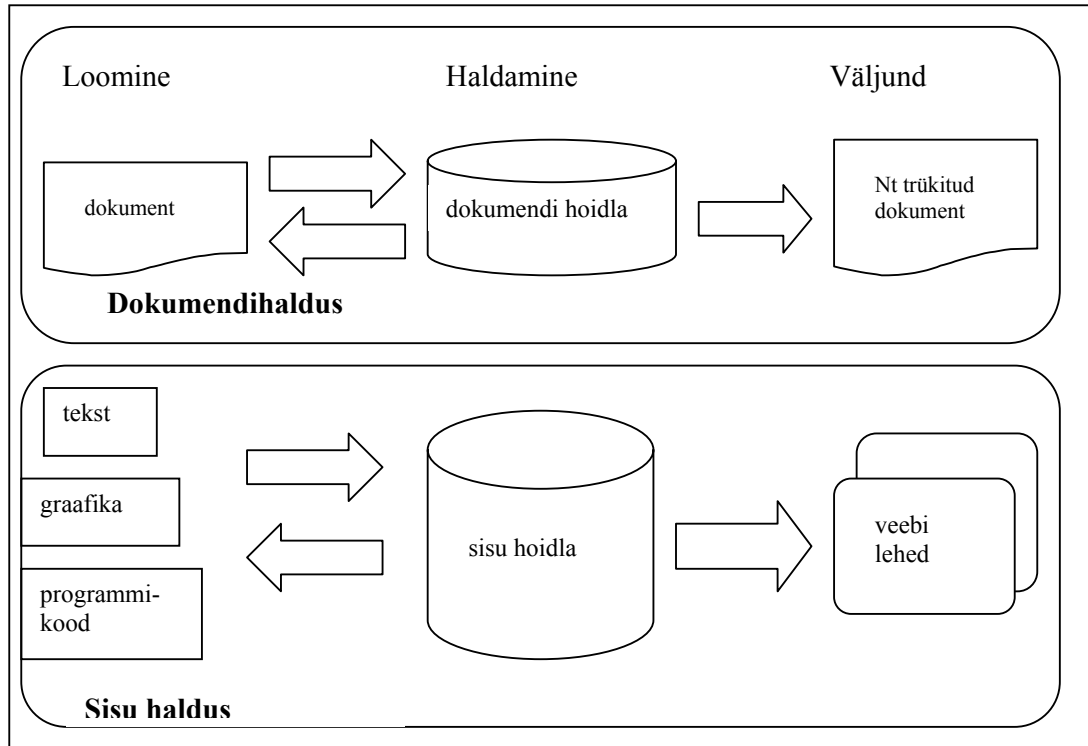 Loomine
Haldamine
Väljund
dokument
dokumendi hoidla
Nt trükitud
dokument
Dokumendihaldus
tekst
graafika
programmi-
kood
sisu hoidla
veebi
lehed
Sisu haldus